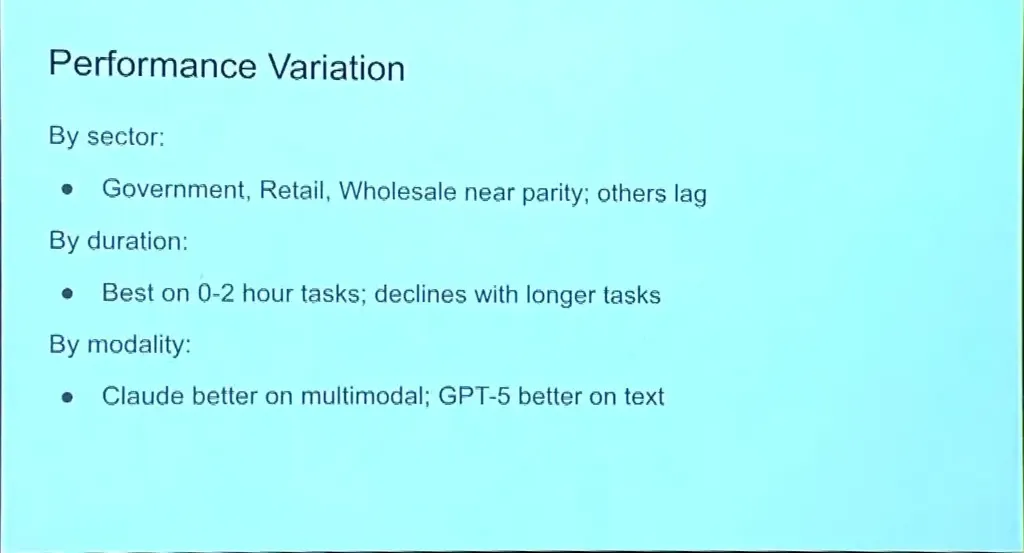 Performance Variation
By sector:
● Government, Retail, Wholesale near parity; others lag
By duration:
● Best on 0-2 hour tasks; declines with longer tasks
By modality:
● Claude better on multimodal; GPT-5 better on text